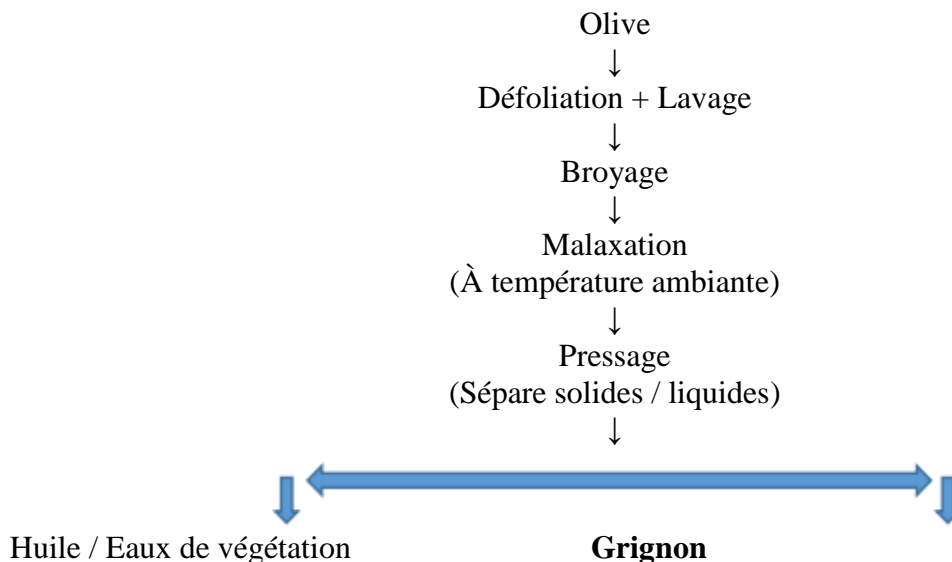 Olive
↓
Défoliation + Lavage
↓
Broyage
↓
Malaxation
(À température ambiante)
↓
Pressage
(Sépare solides / liquides)
↓
Huile / Eaux de végétation Grignon